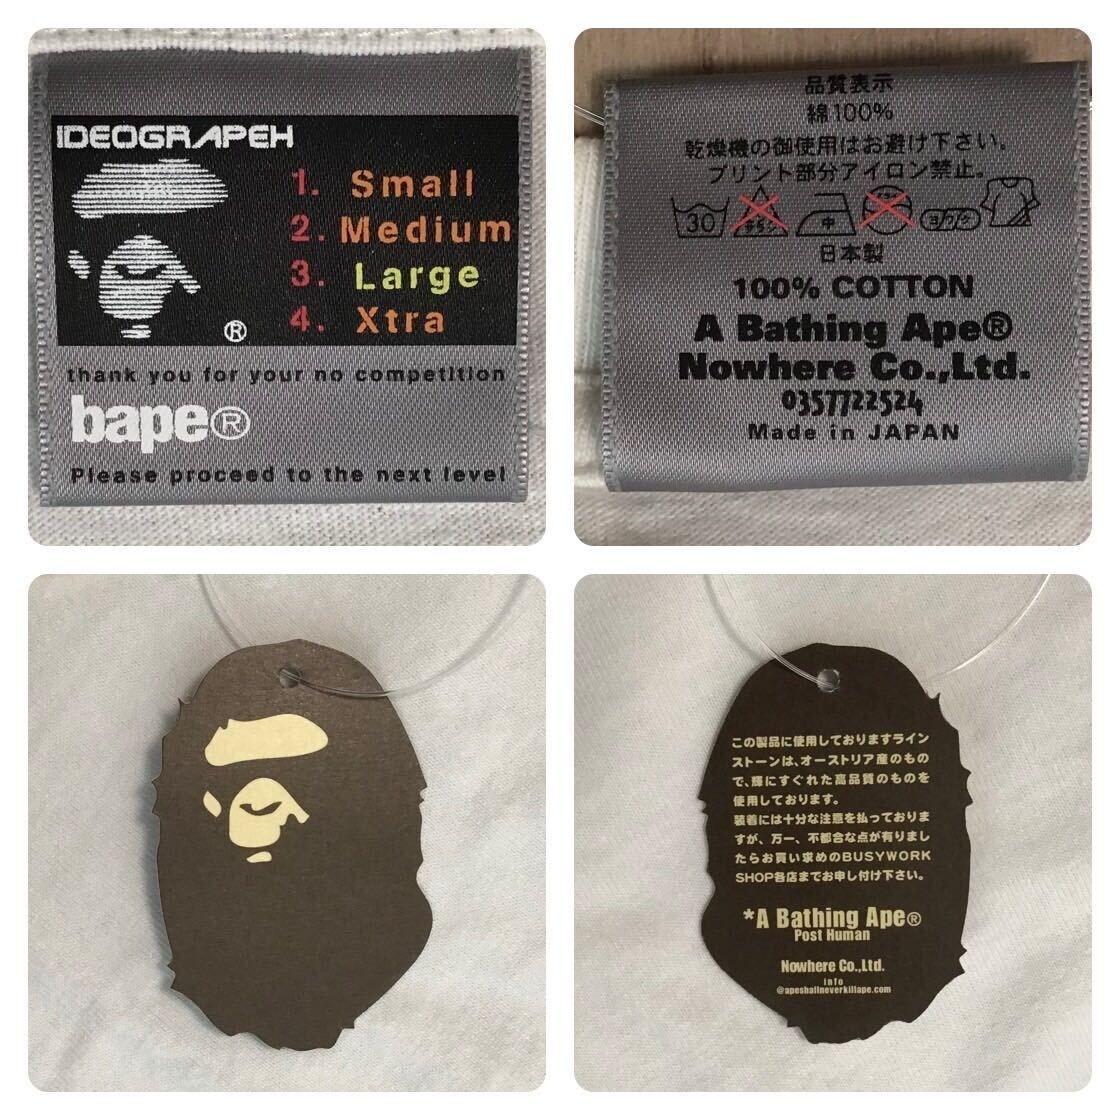 IDEOGRAPEH
1. Small
2. Medium
3. Large
4. Xtra
®
thank you for your no competition
bape®
Please proceed to the next level
品質表示
綿100%
乾燥機の御使用はお避け下さい。
プリント部分アイロン禁止。
30 中 ヨワク
日本製
100% COTTON
A Bathing Ape®
Nowhere Co.,Ltd.
0357722524
Made in JAPAN
この製品に使用しておりますライン
ストーンは、オーストリア産のもの
で、輝にすぐれた高品質のものを
使用しております。
装着には十分な注意を払っておりま
すが、万一、不都合な点が有りまし
たらお買い求めのBUSYWORK
SHOP各店までお申し付け下さい。
*A Bathing Ape®
Post Human
Nowhere Co.,Ltd.
info
@apeshallneverkillape.com